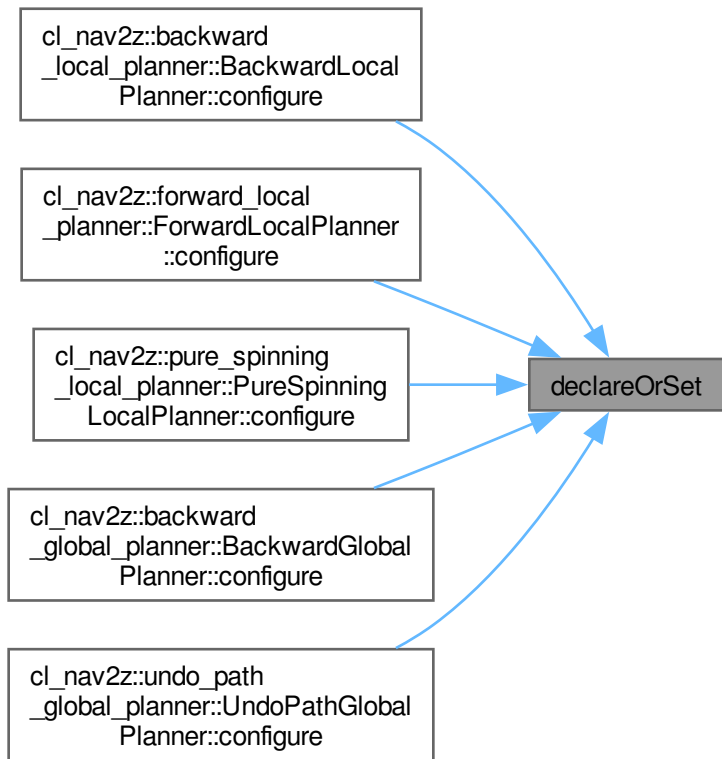 cl_nav2z::backward
_local_planner::BackwardLocal
Planner::configure
cl_nav2z::forward_local
_planner::ForwardLocalPlanner
::configure
cl_nav2z::pure_spinning
_local_planner::PureSpinning
LocalPlanner::configure
declareOrSet
cl_nav2z::backward
_global_planner::BackwardGlobal
Planner::configure
cl_nav2z::undo_path
_global_planner::UndoPathGlobal
Planner::configure